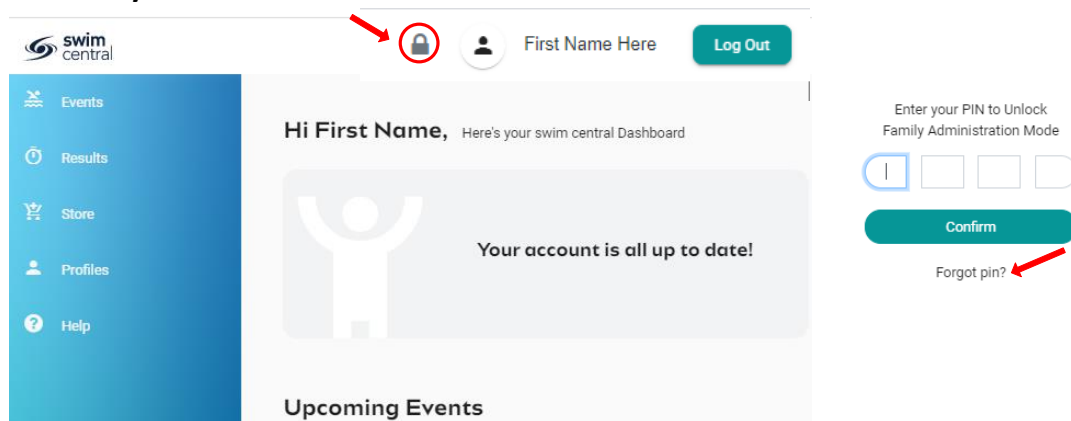 swim
central
First Name Here
Log Out
Events
Results
Store
Profiles
Help
Hi First Name, Here's your swim central Dashboard
Your account is all up to date!
Upcoming Events
Enter your PIN to Unlock
Family Administration Mode
Confirm
Forgot pin?